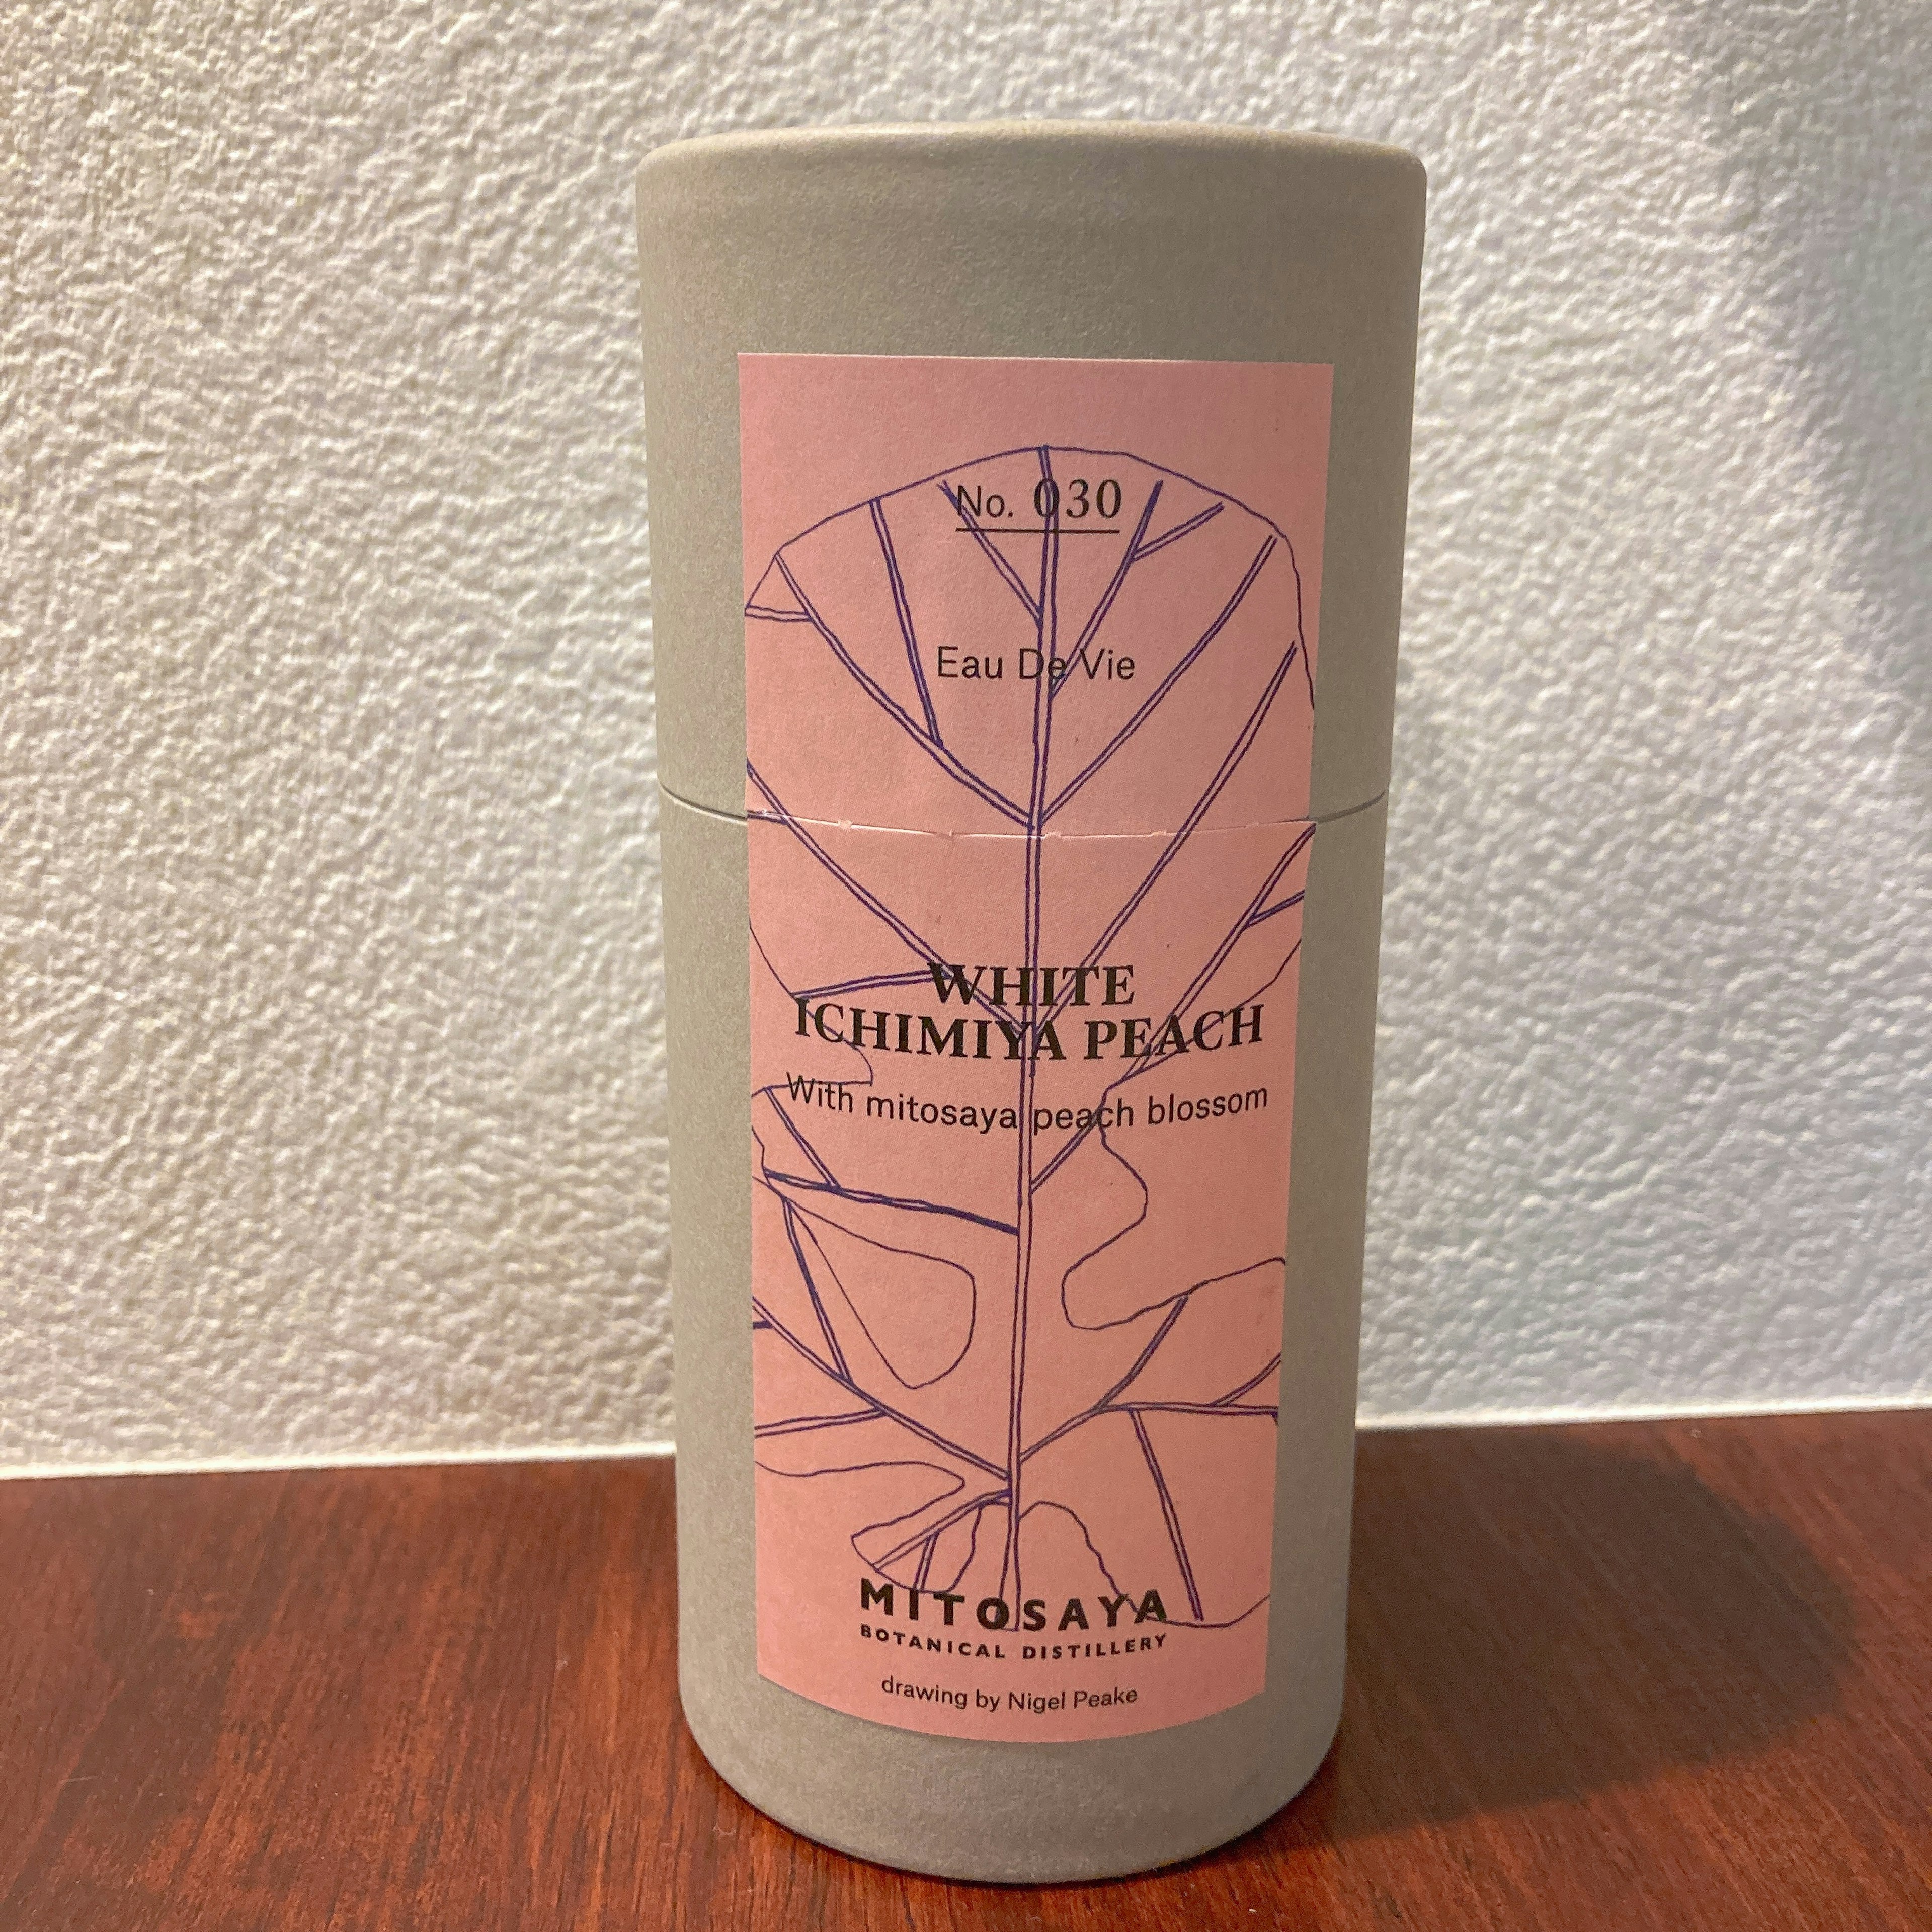 No. 030
Eau De Vie
WHITE
ICHIMIYA PEACH
With mitosaya peach blossom
MITOSAYA
BOTANICAL DISTILLERY
drawing by Nigel Peake